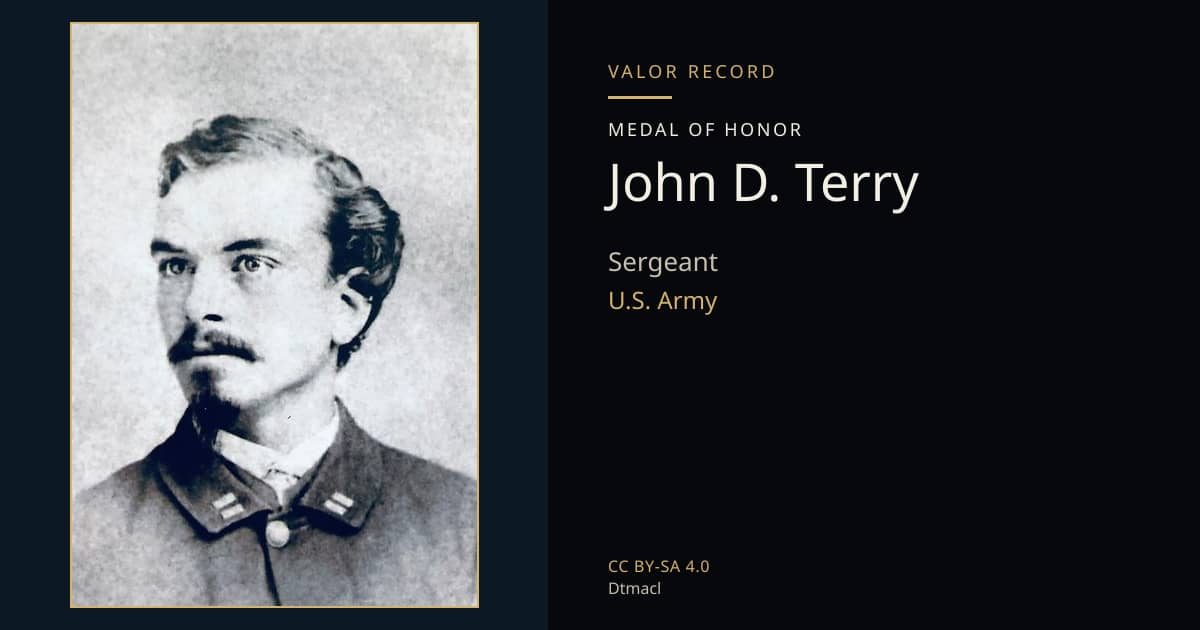 VALOR RECORD
MEDAL OF HONOR
John D. Terry
Sergeant
U.S. Army
CC BY-SA 4.0
Dtmacl